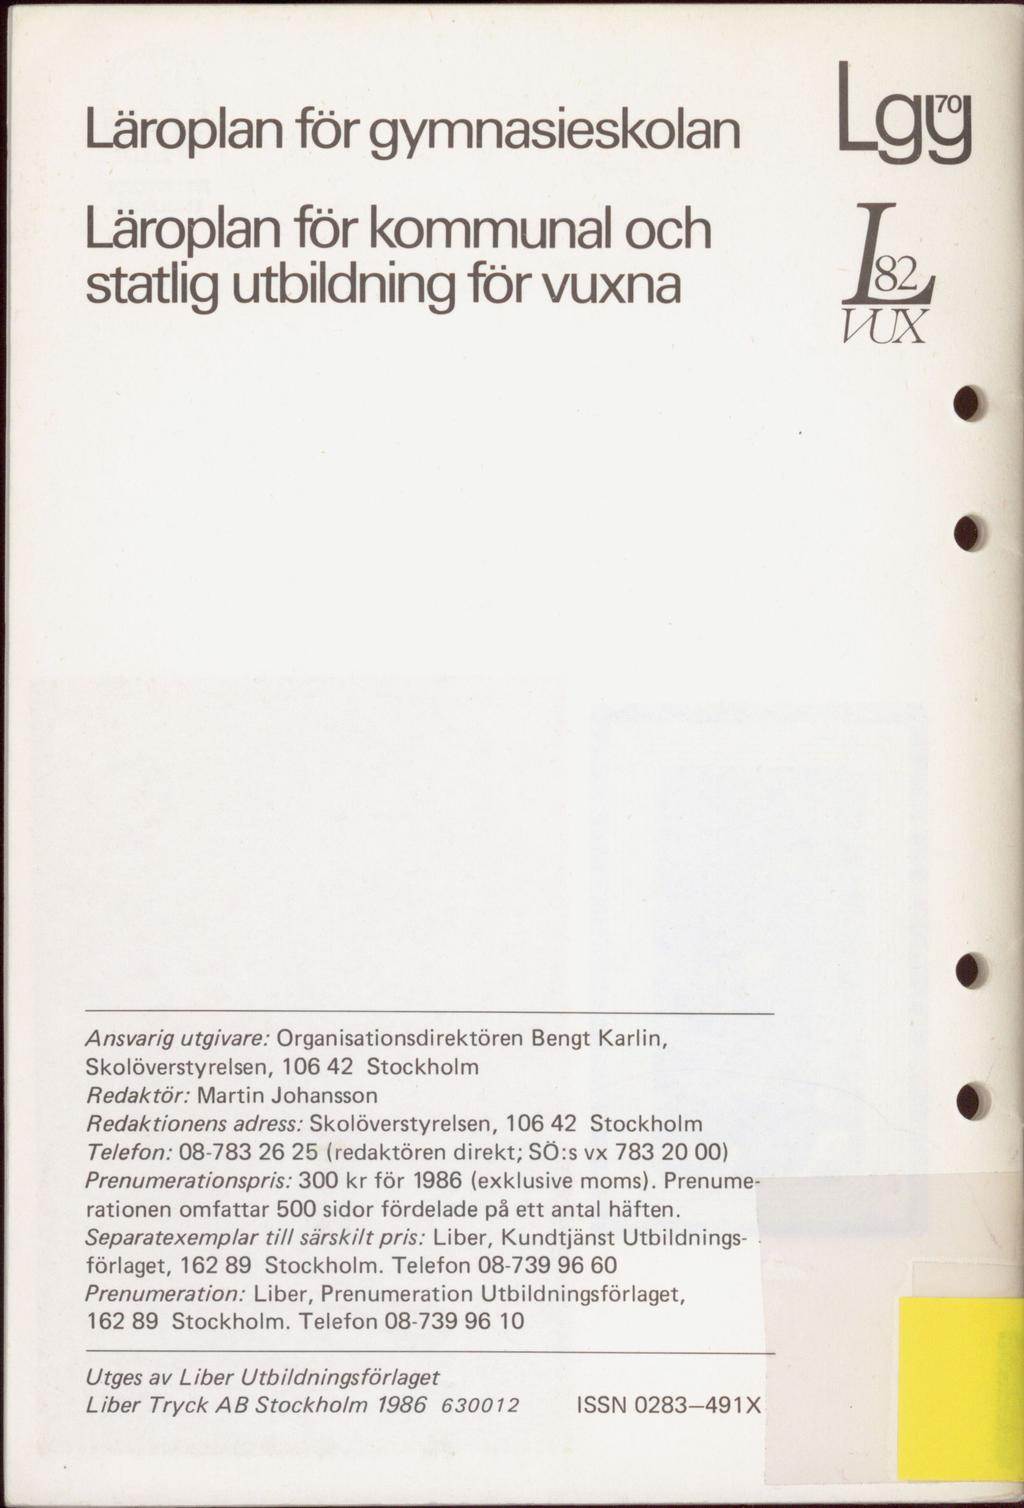 Läroplan för gymnasieskolan
Lgy 70
Läroplan för kommunal och
statlig utbildning för vuxna
L82
VUX
Ansvarig utgivare: Organisationsdirektören Bengt Karlin,
Skolöverstyrelsen, 106 42 Stockholm
Redaktör: Martin Johansson
Redaktionens adress: Skolöverstyrelsen, 106 42 Stockholm
Telefon: 08-783 26 25 (redaktören direkt; SÖ:s vx 783 20 00)
Prenumerationspris: 300 kr för 1986 (exklusive moms). Prenume-
rationen omfattar 500 sidor fördelade på ett antal häften.
Separatexemplar till särskilt pris: Liber, Kundtjänst Utbildnings-
förlaget, 162 89 Stockholm. Telefon 08-739 96 60
Prenumeration: Liber, Prenumeration Utbildningsförlaget,
162 89 Stockholm. Telefon 08-739 96 10
Utges av Liber Utbildningsförlaget
Liber Tryck AB Stockholm 1986 630012 ISSN 0283–491X